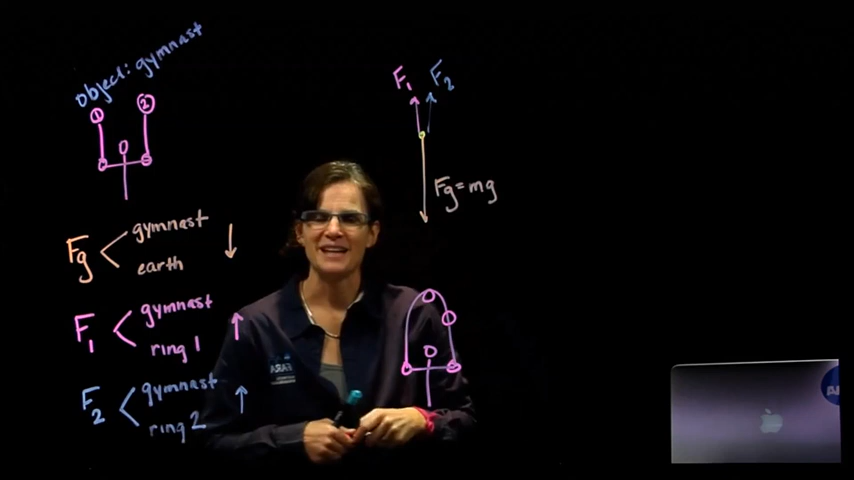 object: gymnast
1 2
F1 F2
Fg = mg
Fg < gymnast
earth
F1 < gymnast
ring 1
F2 < gymnast
ring 2